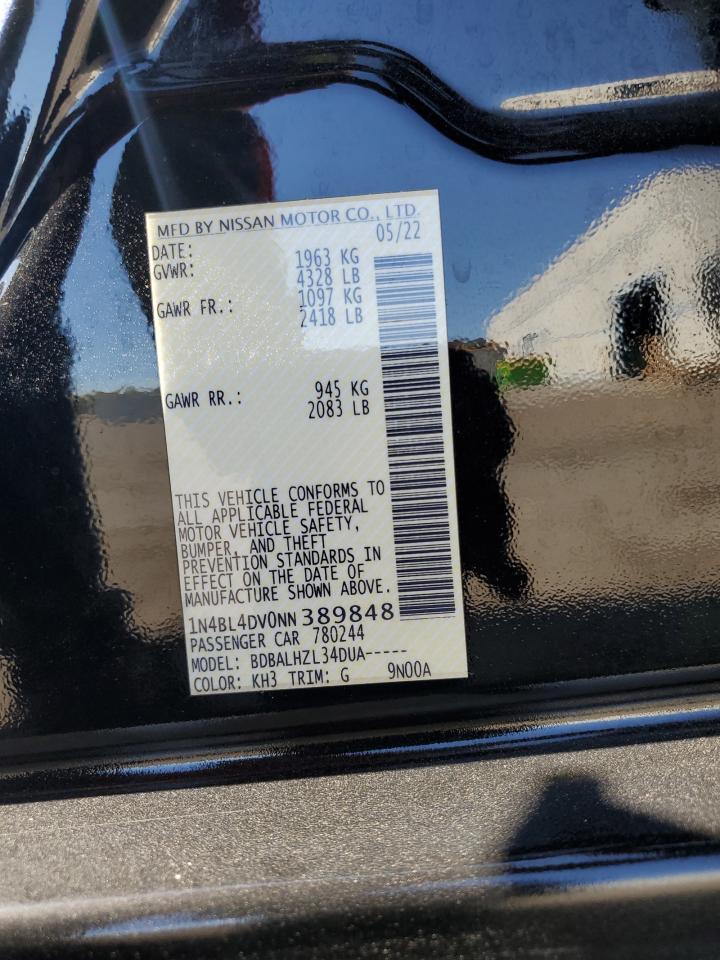 MFD BY NISSAN MOTOR CO., LTD.
DATE: 05/22
GVWR: 1963 KG
4328 LB
GAWR FR.: 1097 KG
2418 LB
GAWR RR.: 945 KG
2083 LB
THIS VEHICLE CONFORMS TO
ALL APPLICABLE FEDERAL
MOTOR VEHICLE SAFETY,
BUMPER, AND THEFT
PREVENTION STANDARDS IN
EFFECT ON THE DATE OF
MANUFACTURE SHOWN ABOVE.
1N4BL4DV0NN389848
PASSENGER CAR 780244
MODEL: BDBALHZL34DUA-----
COLOR: KH3 TRIM: G 9N00A